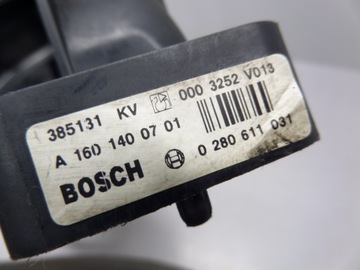 385131 KV 000 3252 V013
A 160 140 07 01
BOSCH 0 280 611 031